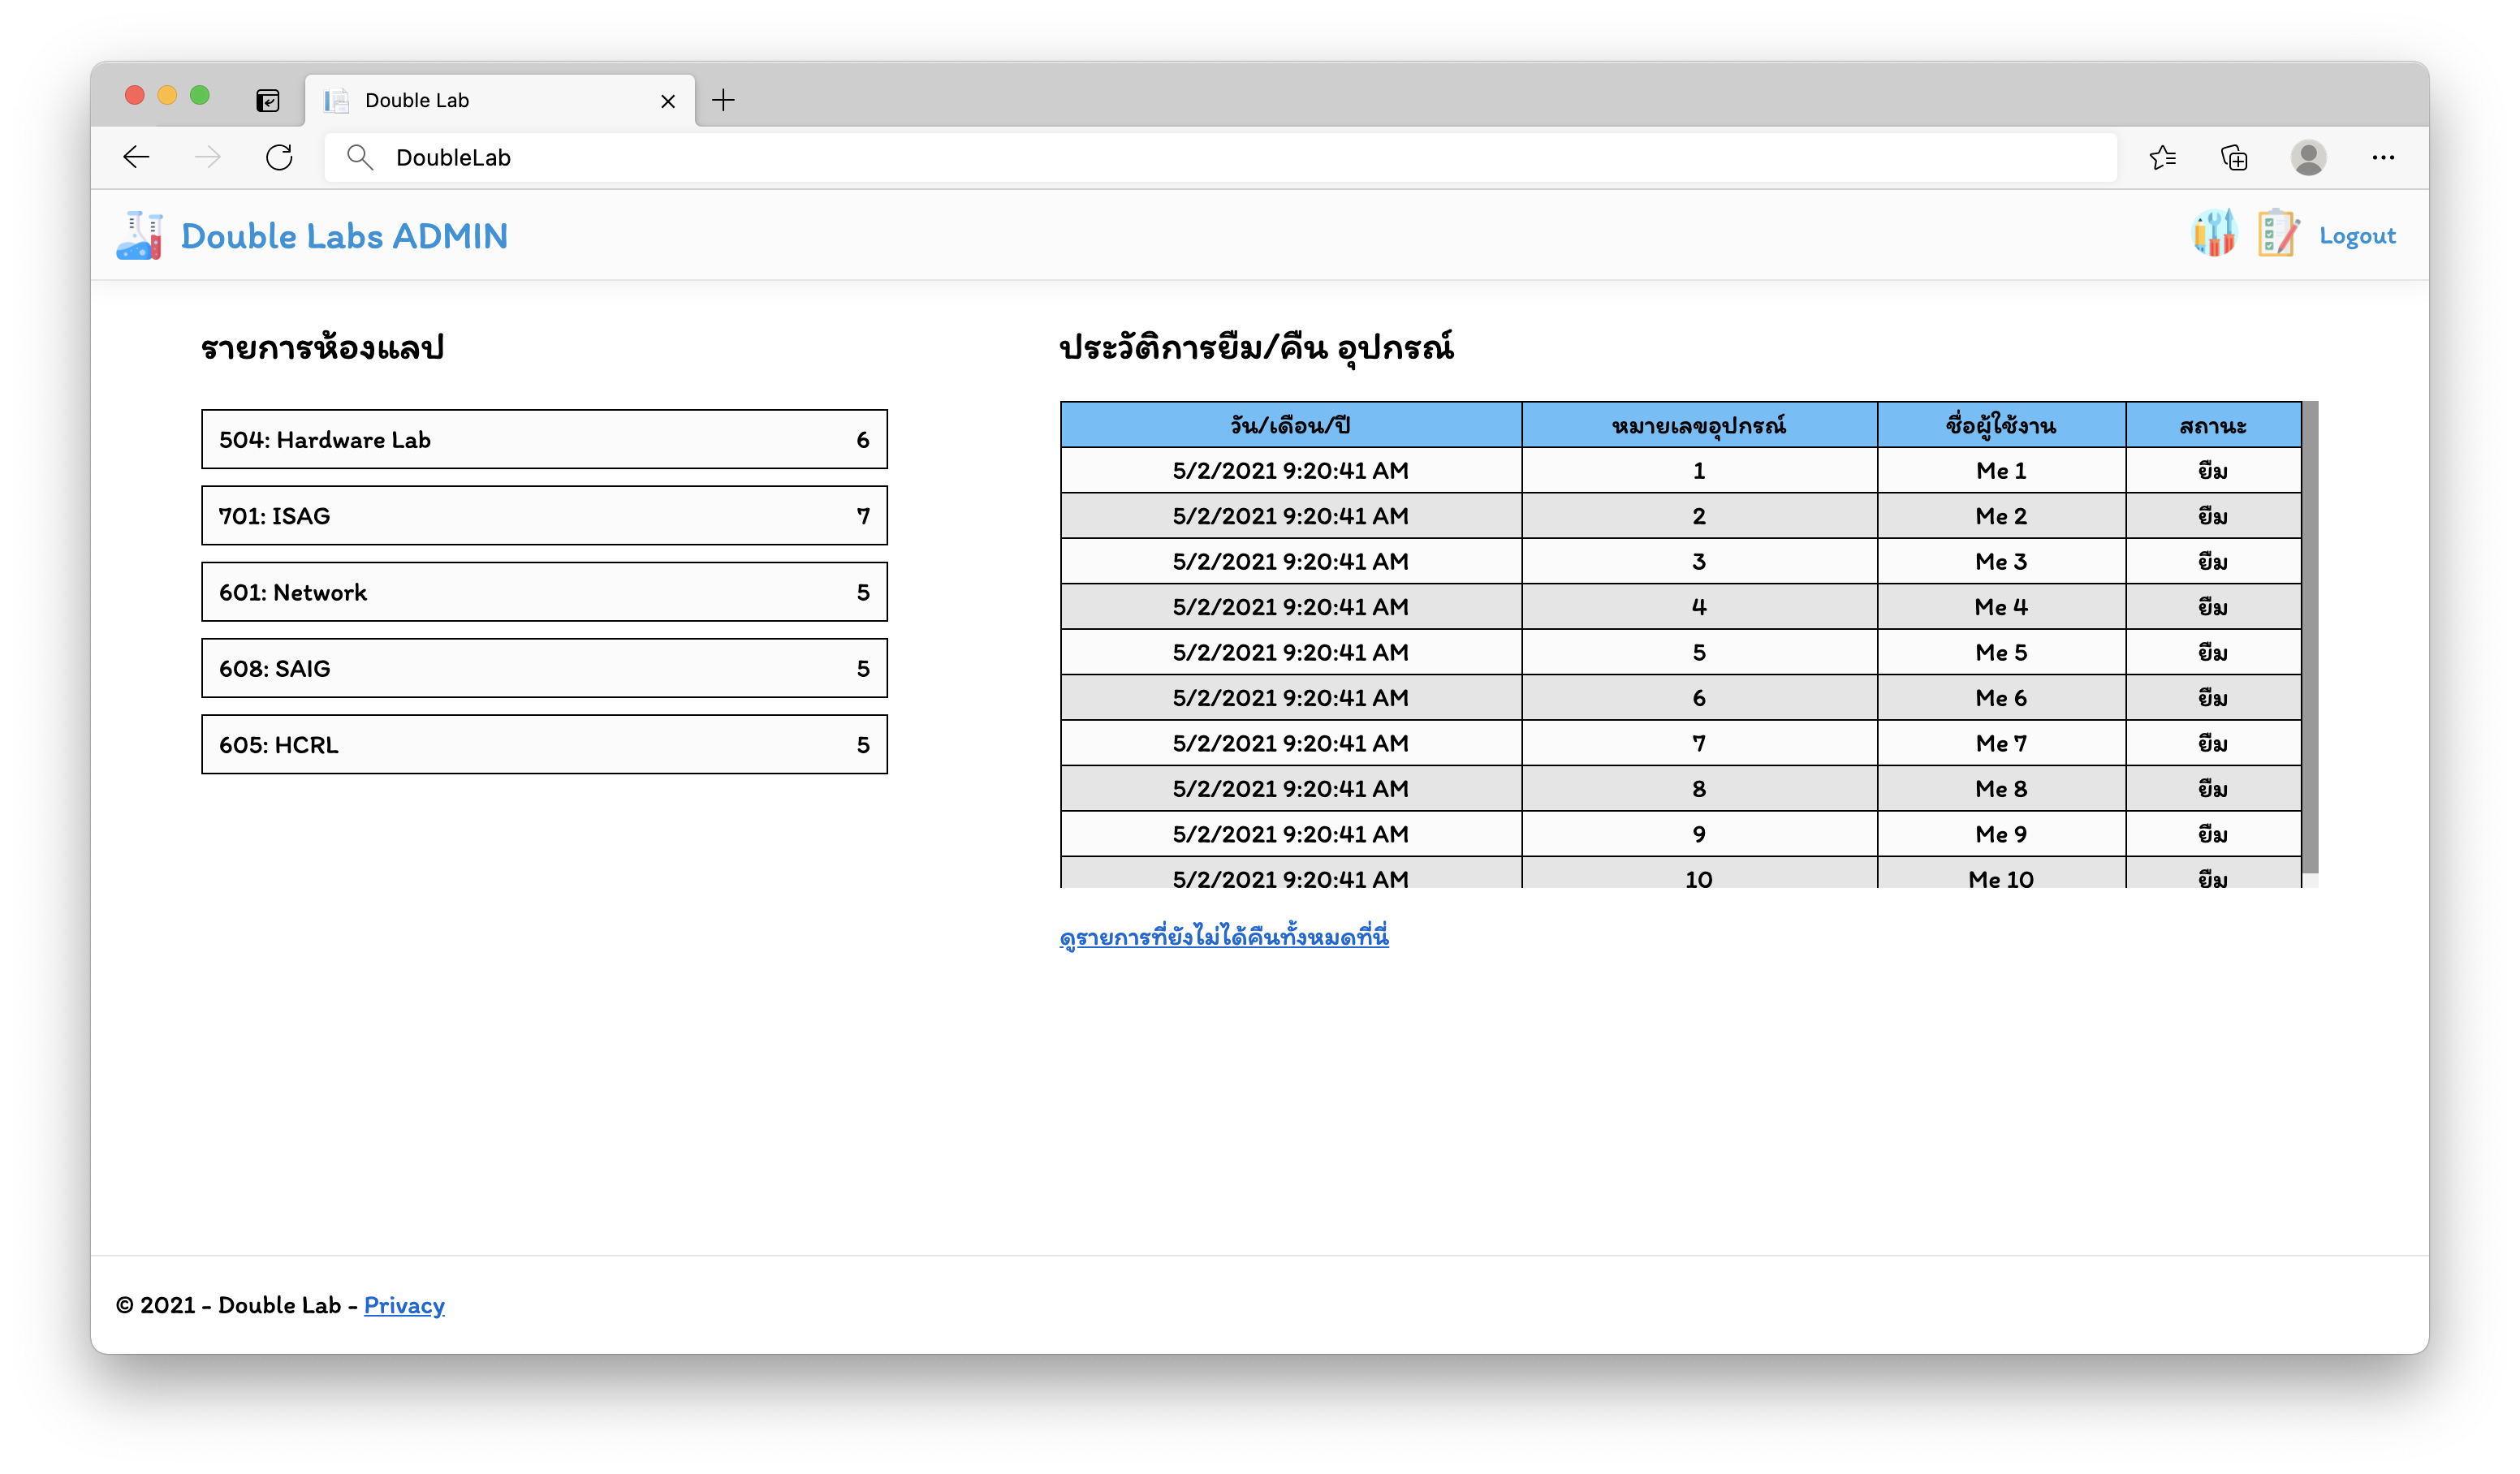 Double Lab
DoubleLab
Double Labs ADMIN
Logout
รายการห้องแลป
504: Hardware Lab 6
701: ISAG 7
601: Network 5
608: SAIG 5
605: HCRL 5
ประวัติการยืม/คืน อุปกรณ์
วัน/เดือน/ปี หมายเลขอุปกรณ์ ชื่อผู้ใช้งาน สถานะ
5/2/2021 9:20:41 AM 1 Me 1 ยืม
5/2/2021 9:20:41 AM 2 Me 2 ยืม
5/2/2021 9:20:41 AM 3 Me 3 ยืม
5/2/2021 9:20:41 AM 4 Me 4 ยืม
5/2/2021 9:20:41 AM 5 Me 5 ยืม
5/2/2021 9:20:41 AM 6 Me 6 ยืม
5/2/2021 9:20:41 AM 7 Me 7 ยืม
5/2/2021 9:20:41 AM 8 Me 8 ยืม
5/2/2021 9:20:41 AM 9 Me 9 ยืม
5/2/2021 9:20:41 AM 10 Me 10 ยืม
ดูรายการที่ยังไม่ได้คืนทั้งหมดที่นี่
© 2021 - Double Lab - Privacy